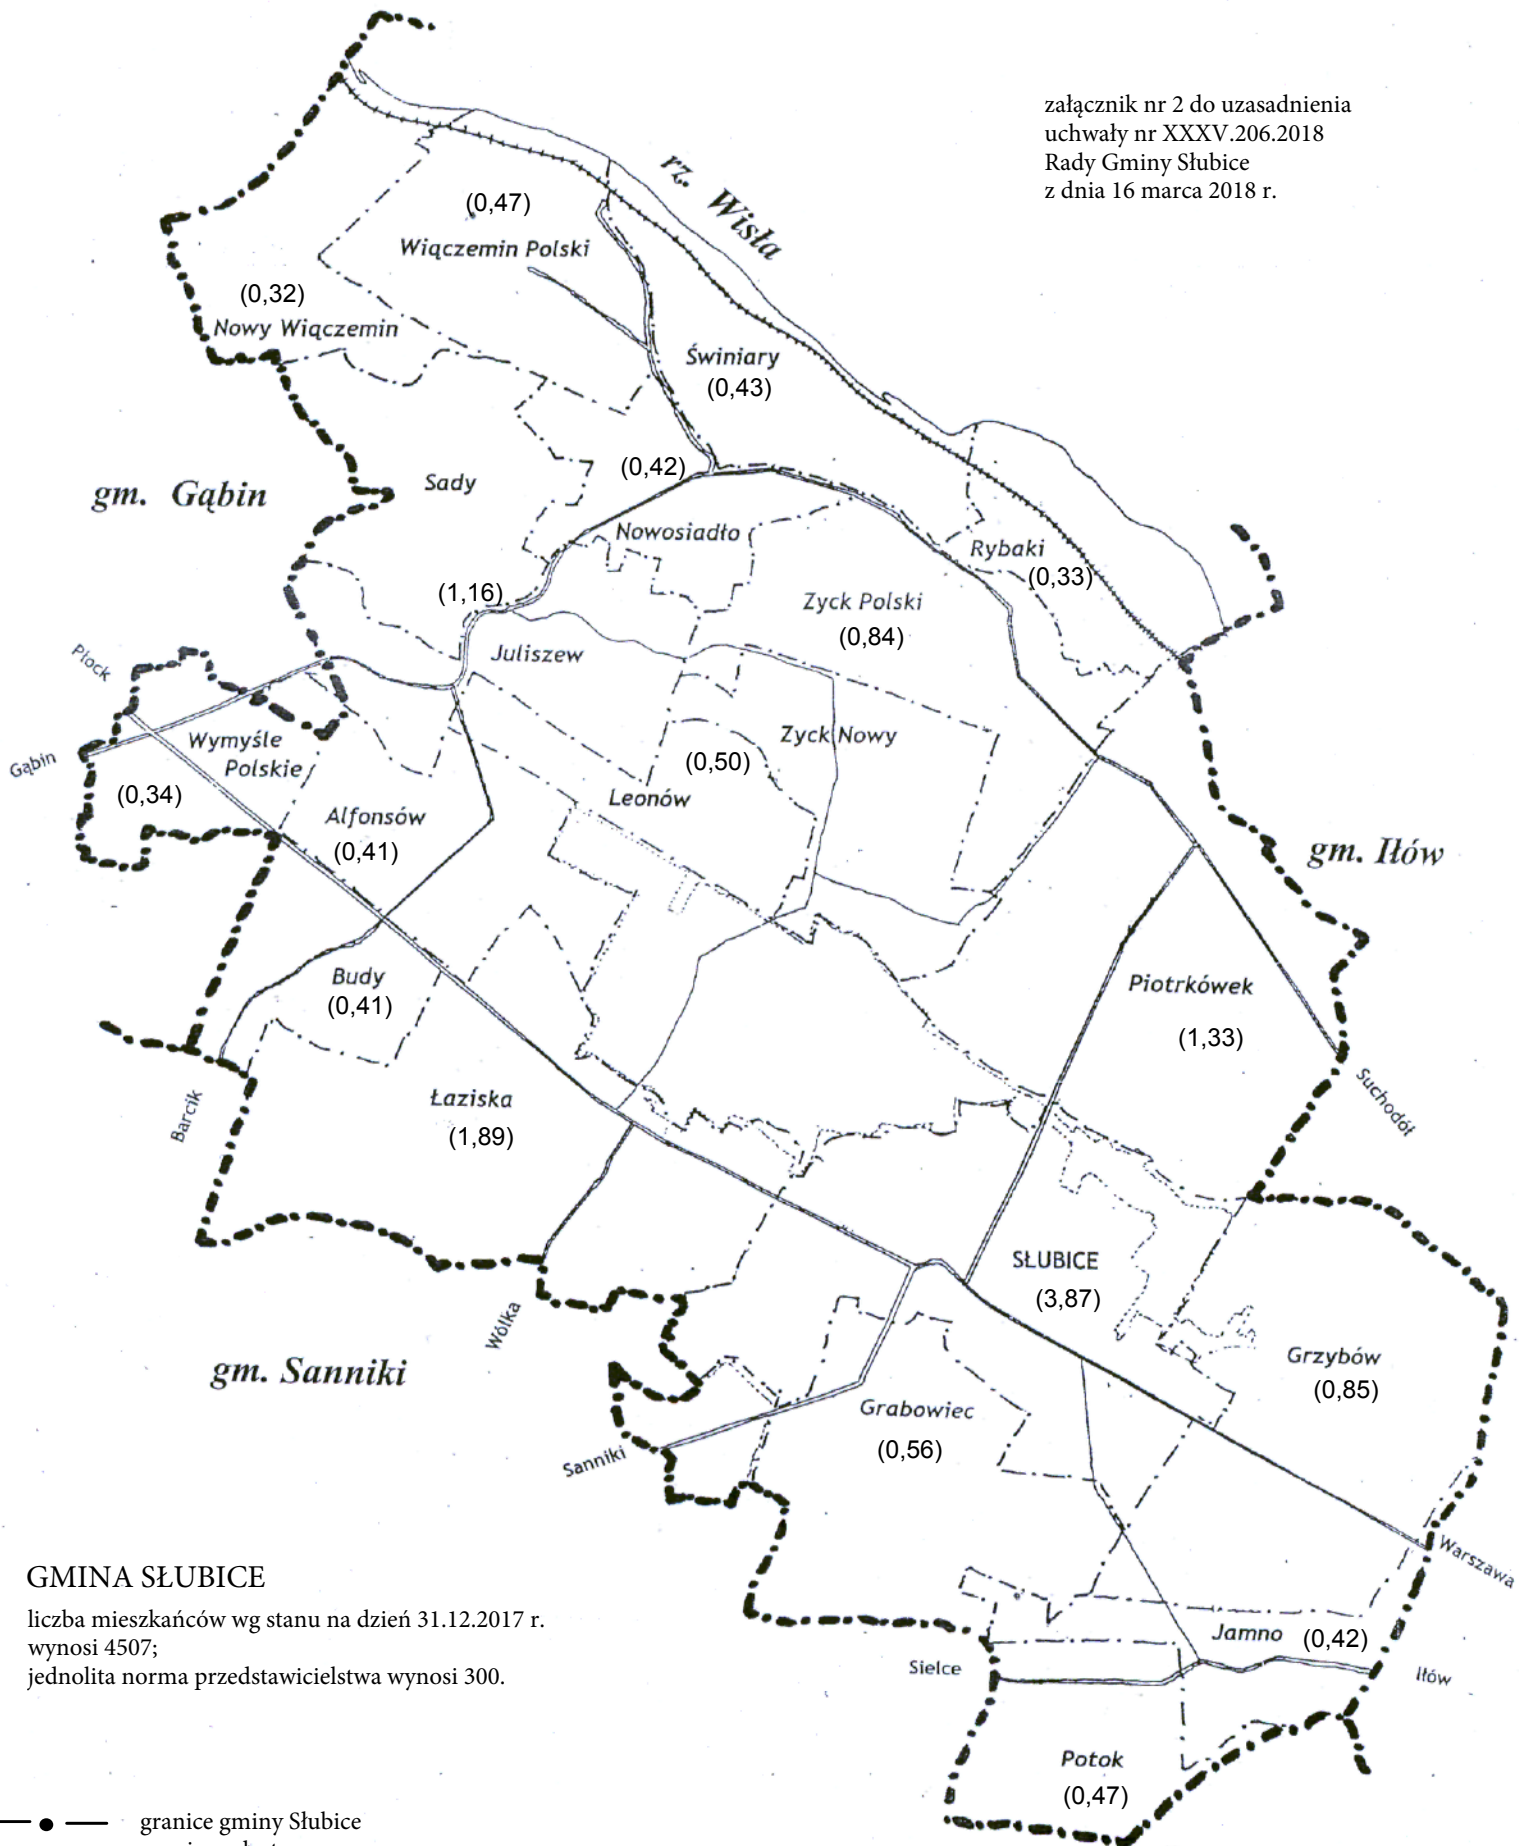 załącznik nr 2 do uzasadnienia
uchwały nr XXXV.206.2018
Rady Gminy Słubice
z dnia 16 marca 2018 r.
rz. Wisła
(0,47)
Wiączemin Polski
(0,32)
Nowy Wiączemin
Świniary
(0,43)
gm. Gąbin
Sady
(0,42)
Nowosiadło
Rybaki
(0,33)
(1,16)
Zyck Polski
(0,84)
Płock
Juliszew
Gąbin
Wymyśle
Polskie
(0,34)
Zyck Nowy
(0,50)
Leonów
Alfonsów
(0,41)
gm. Iłów
Budy
(0,41)
Piotrkówek
(1,33)
Barcik
Łaziska
(1,89)
Suchodół
SŁUBICE
(3,87)
Wólka
gm. Sanniki
Grzybów
(0,85)
Grabowiec
(0,56)
Sanniki
Warszawa
GMINA SŁUBICE
liczba mieszkańców wg stanu na dzień 31.12.2017 r.
wynosi 4507;
jednolita norma przedstawicielstwa wynosi 300.
Jamno (0,42)
Sielce
Iłów
Potok
(0,47)
granice gminy Słubice